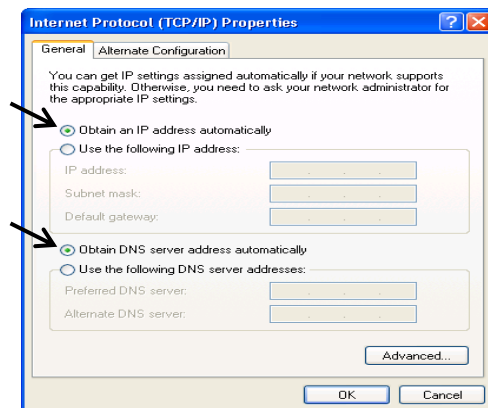 Internet Protocol (TCP/IP) Properties
General
Alternate Configuration
You can get IP settings assigned automatically if your network supports
this capability. Otherwise, you need to ask your network administrator for
the appropriate IP settings.
Obtain an IP address automatically
Use the following IP address:
IP address:
Subnet mask:
Default gateway:
Obtain DNS server address automatically
Use the following DNS server addresses:
Preferred DNS server:
Alternate DNS server:
Advanced...
OK
Cancel